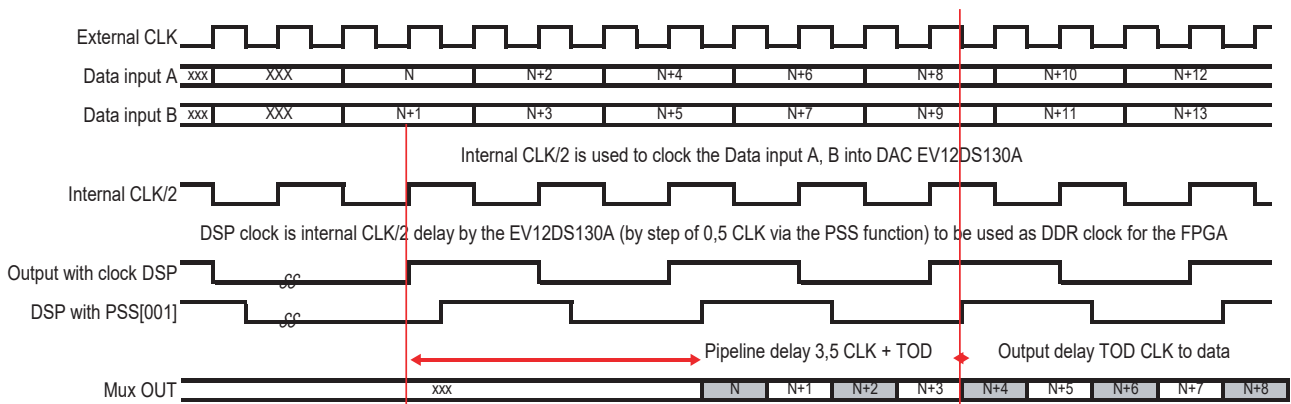 External CLK
Data input A xxx XXX N N+2 N+4 N+6 N+8 N+10 N+12
Data input B xxx XXX N+1 N+3 N+5 N+7 N+9 N+11 N+13
Internal CLK/2 is used to clock the Data input A, B into DAC EV12DS130A
Internal CLK/2
DSP clock is internal CLK/2 delay by the EV12DS130A (by step of 0,5 CLK via the PSS function) to be used as DDR clock for the FPGA
Output with clock DSP
DSP with PSS[001]
Pipeline delay 3,5 CLK + TOD Output delay TOD CLK to data
Mux OUT xxx N N+1 N+2 N+3 N+4 N+5 N+6 N+7 N+8